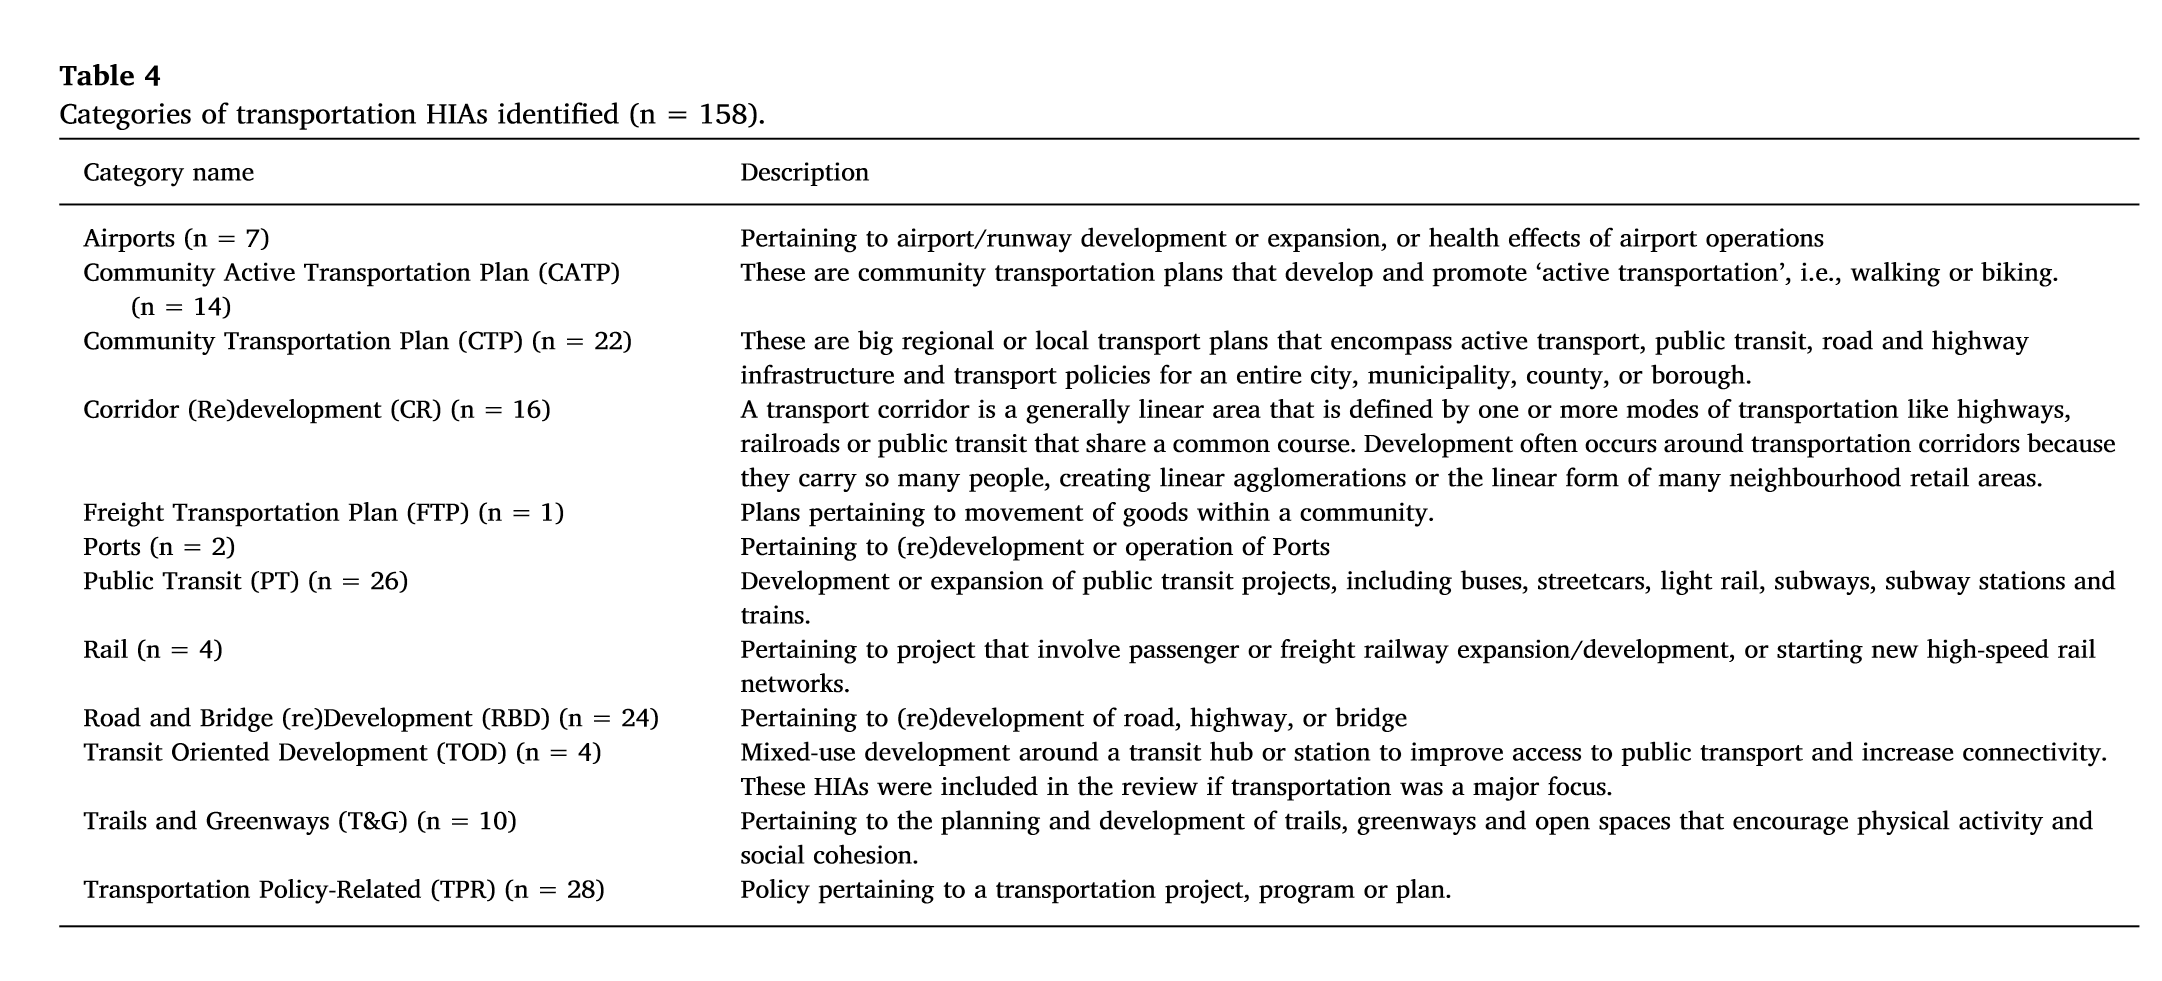 Table 4
Categories of transportation HIAs identified (n = 158).
Category name Description
Airports (n = 7) Pertaining to airport/runway development or expansion, or health effects of airport operations
Community Active Transportation Plan (CATP) These are community transportation plans that develop and promote ‘active transportation’, i.e., walking or biking.
(n = 14)
Community Transportation Plan (CTP) (n = 22) These are big regional or local transport plans that encompass active transport, public transit, road and highway
infrastructure and transport policies for an entire city, municipality, county, or borough.
Corridor (Re)development (CR) (n = 16) A transport corridor is a generally linear area that is defined by one or more modes of transportation like highways,
railroads or public transit that share a common course. Development often occurs around transportation corridors because
they carry so many people, creating linear agglomerations or the linear form of many neighbourhood retail areas.
Freight Transportation Plan (FTP) (n = 1) Plans pertaining to movement of goods within a community.
Ports (n = 2) Pertaining to (re)development or operation of Ports
Public Transit (PT) (n = 26) Development or expansion of public transit projects, including buses, streetcars, light rail, subways, subway stations and
trains.
Rail (n = 4) Pertaining to project that involve passenger or freight railway expansion/development, or starting new high-speed rail
networks.
Road and Bridge (re)Development (RBD) (n = 24) Pertaining to (re)development of road, highway, or bridge
Transit Oriented Development (TOD) (n = 4) Mixed-use development around a transit hub or station to improve access to public transport and increase connectivity.
These HIAs were included in the review if transportation was a major focus.
Trails and Greenways (T&G) (n = 10) Pertaining to the planning and development of trails, greenways and open spaces that encourage physical activity and
social cohesion.
Transportation Policy-Related (TPR) (n = 28) Policy pertaining to a transportation project, program or plan.